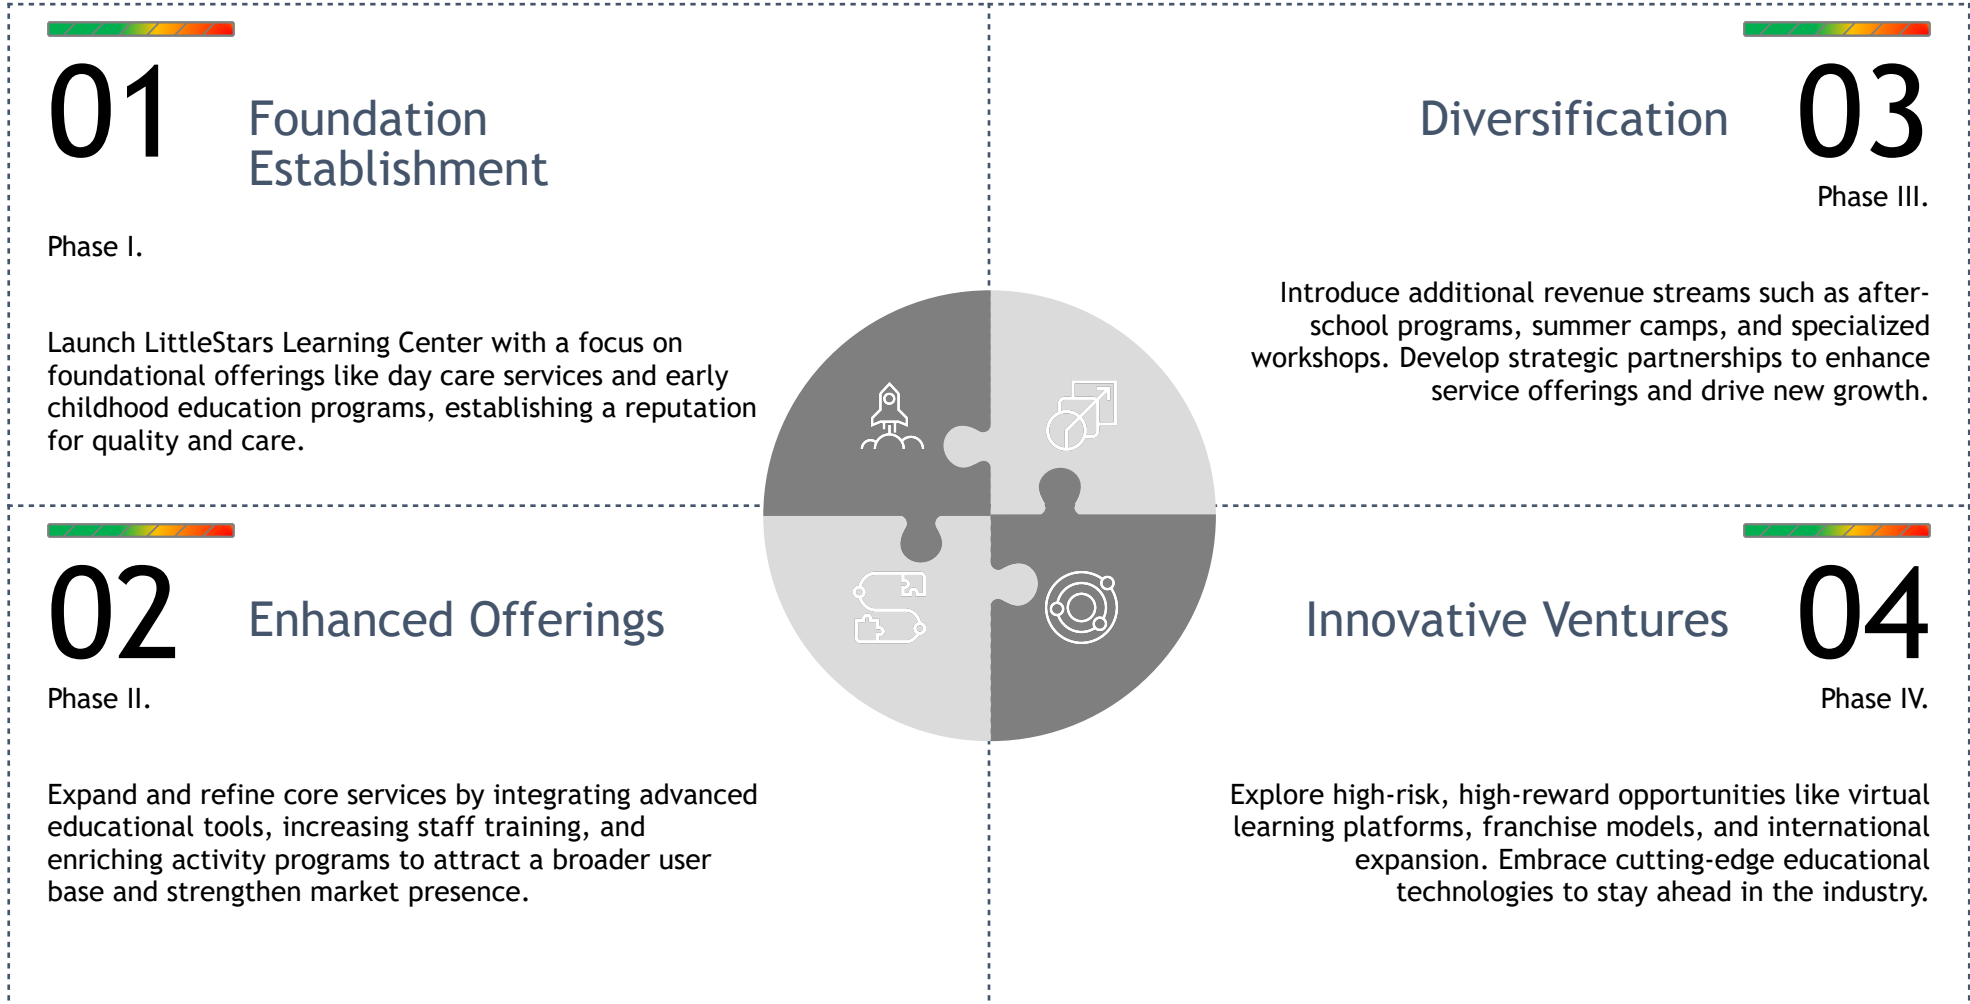 01
Foundation
Establishment
Phase I.
Launch LittleStars Learning Center with a focus on
foundational offerings like day care services and early
childhood education programs, establishing a reputation
for quality and care.
02
Enhanced Offerings
Phase II.
Expand and refine core services by integrating advanced
educational tools, increasing staff training, and
enriching activity programs to attract a broader user
base and strengthen market presence.
Diversification
03
Phase III.
Introduce additional revenue streams such as after-
school programs, summer camps, and specialized
workshops. Develop strategic partnerships to enhance
service offerings and drive new growth.
Innovative Ventures
04
Phase IV.
Explore high-risk, high-reward opportunities like virtual
learning platforms, franchise models, and international
expansion. Embrace cutting-edge educational
technologies to stay ahead in the industry.